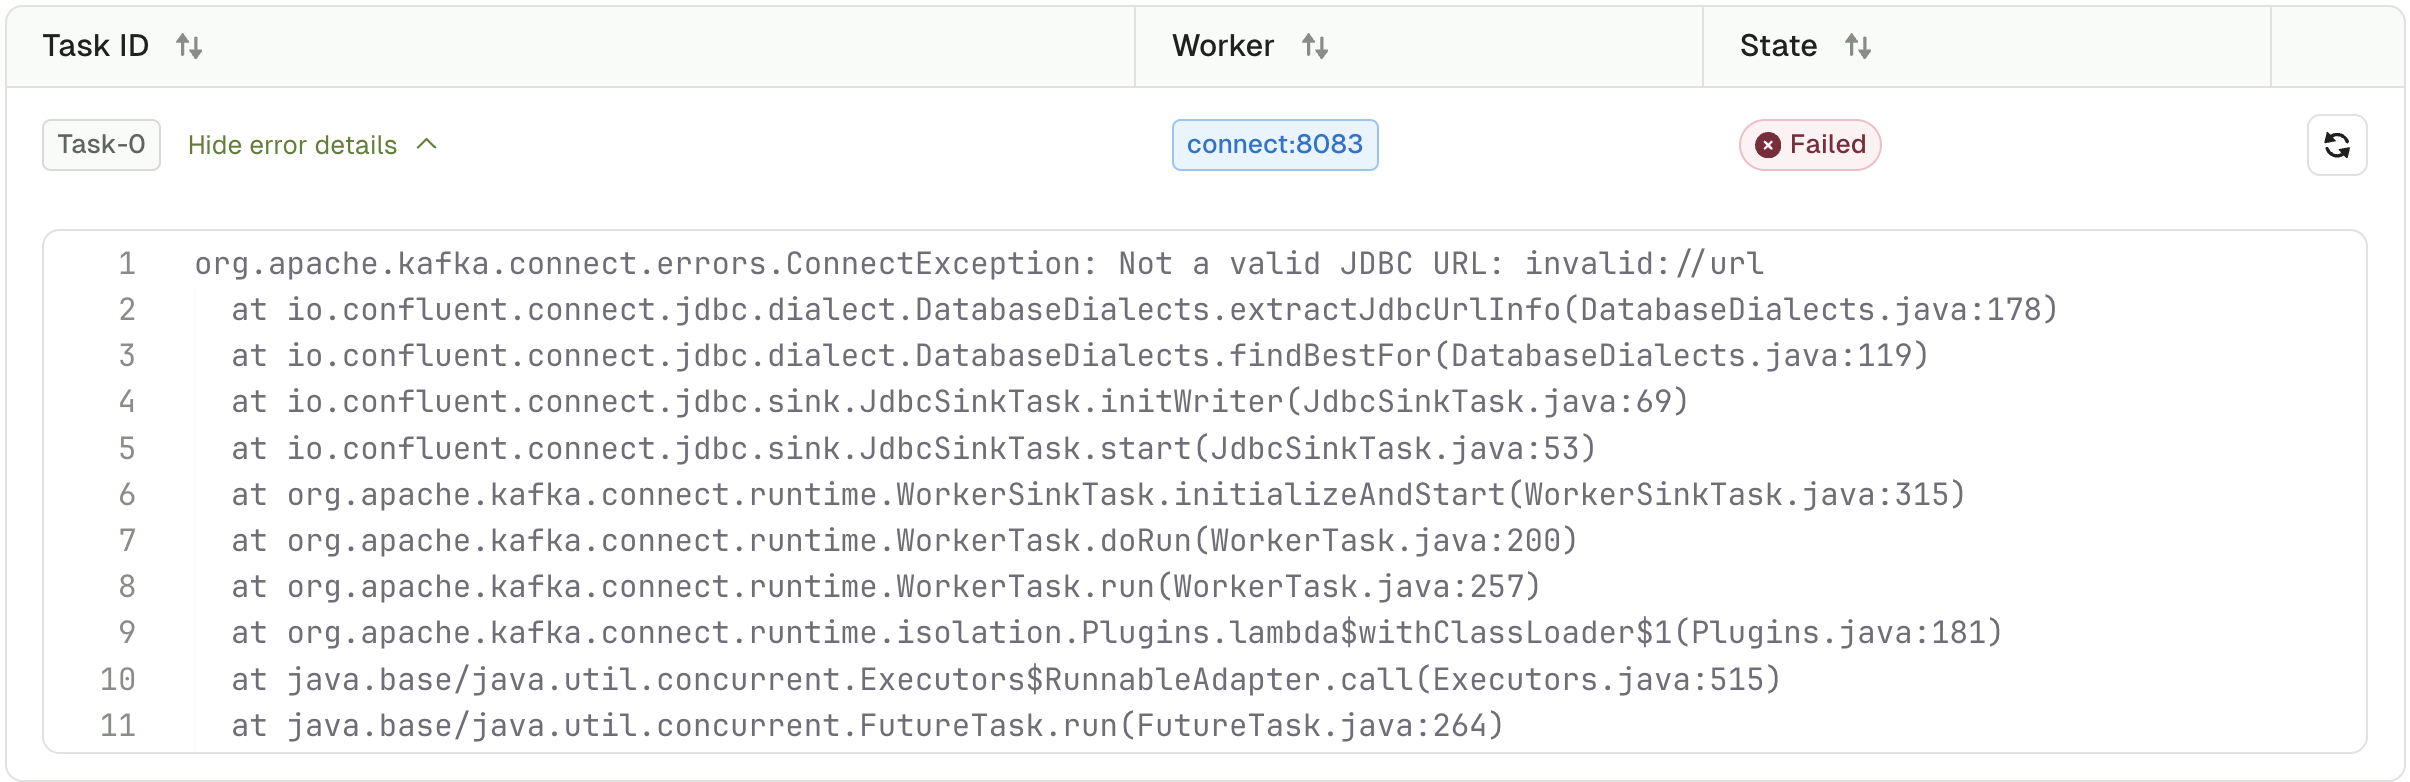 Task ID Worker State
Task-0 Hide error details connect:8083 Failed
1 org.apache.kafka.connect.errors.ConnectException: Not a valid JDBC URL: invalid://url
2 at io.confluent.connect.jdbc.dialect.DatabaseDialects.extractJdbcUrlInfo(DatabaseDialects.java:178)
3 at io.confluent.connect.jdbc.dialect.DatabaseDialects.findBestFor(DatabaseDialects.java:119)
4 at io.confluent.connect.jdbc.sink.JdbcSinkTask.initWriter(JdbcSinkTask.java:69)
5 at io.confluent.connect.jdbc.sink.JdbcSinkTask.start(JdbcSinkTask.java:53)
6 at org.apache.kafka.connect.runtime.WorkerSinkTask.initializeAndStart(WorkerSinkTask.java:315)
7 at org.apache.kafka.connect.runtime.WorkerTask.doRun(WorkerTask.java:200)
8 at org.apache.kafka.connect.runtime.WorkerTask.run(WorkerTask.java:257)
9 at org.apache.kafka.connect.runtime.isolation.Plugins.lambda$withClassLoader$1(Plugins.java:181)
10 at java.base/java.util.concurrent.Executors$RunnableAdapter.call(Executors.java:515)
11 at java.base/java.util.concurrent.FutureTask.run(FutureTask.java:264)